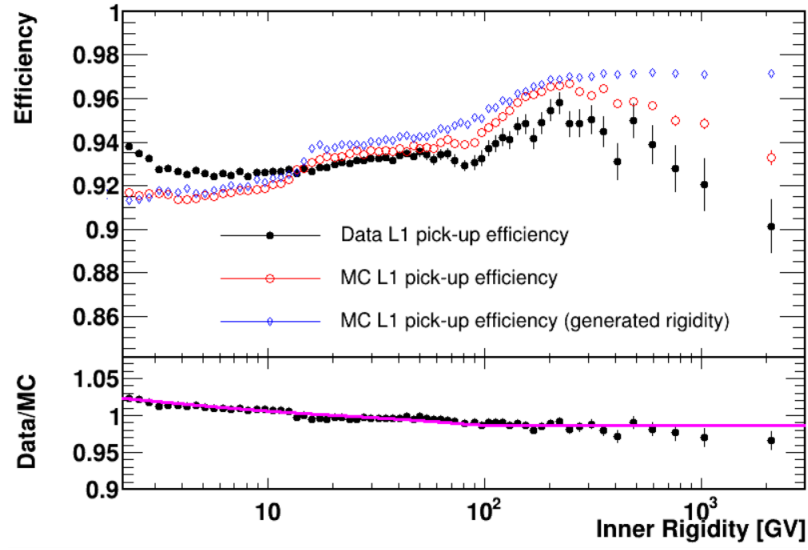 Efficiency
1
0.98
0.96
0.94
0.92
0.9
0.88
0.86
Data L1 pick-up efficiency
MC L1 pick-up efficiency
MC L1 pick-up efficiency (generated rigidity)
Data/MC
1.05
1
0.95
0.9
10
10²
10³
Inner Rigidity [GV]